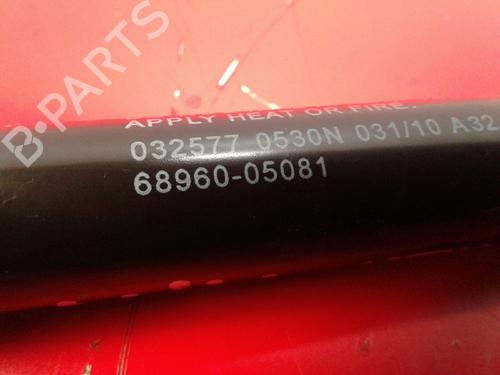 B-PARTS
APPLY HEAT OR FIRE.
032577 0530N 031/10 A32
68960-05081